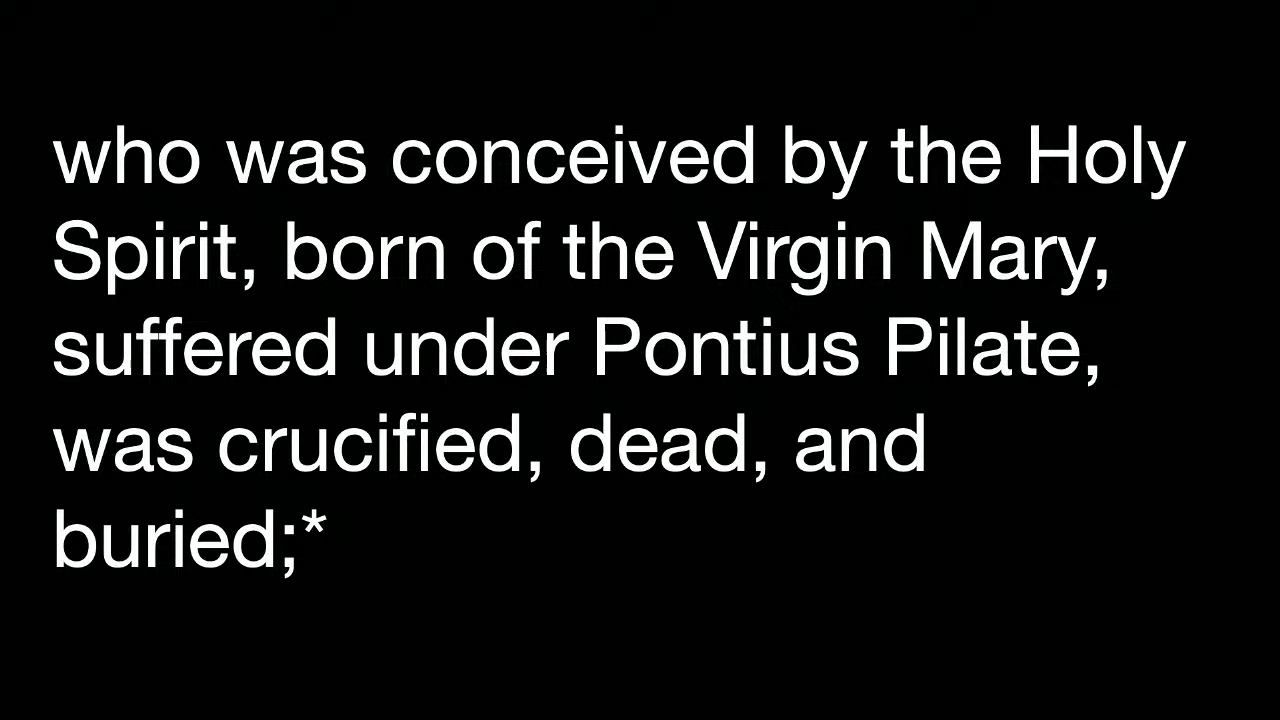 who was conceived by the Holy
Spirit, born of the Virgin Mary,
suffered under Pontius Pilate,
was crucified, dead, and
buried;*